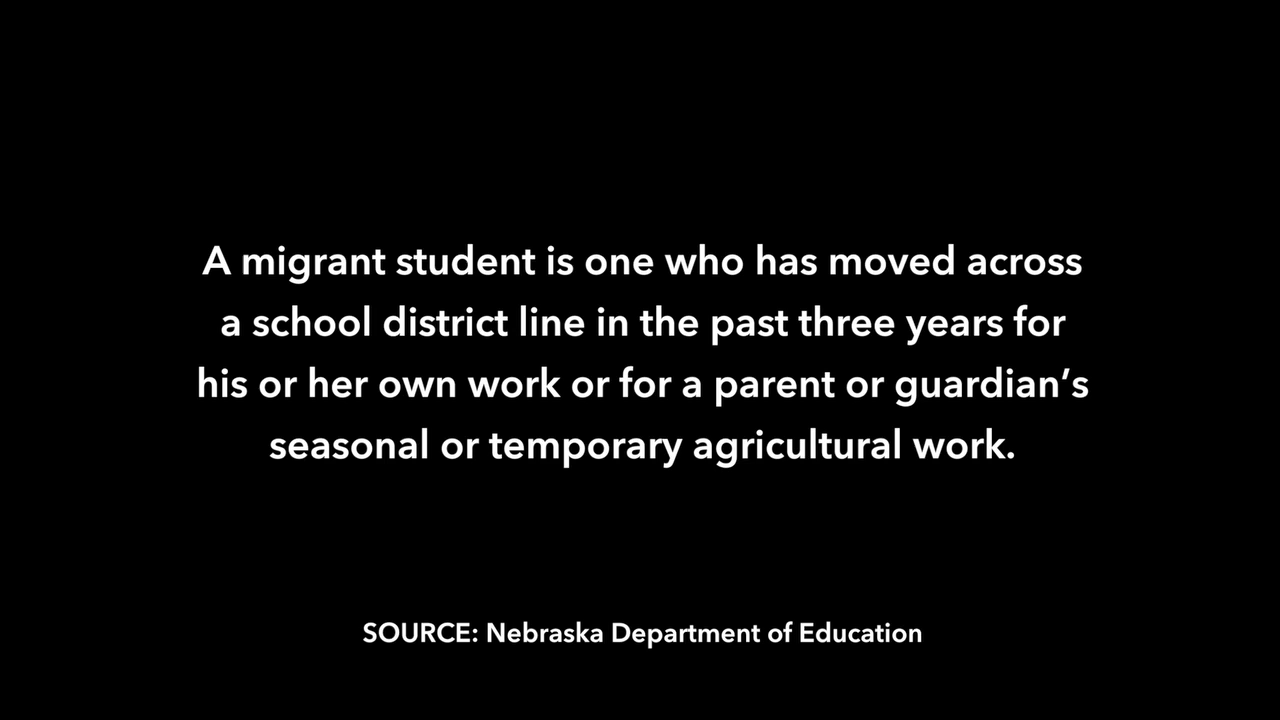 A migrant student is one who has moved across
a school district line in the past three years for
his or her own work or for a parent or guardian’s
seasonal or temporary agricultural work.
SOURCE: Nebraska Department of Education